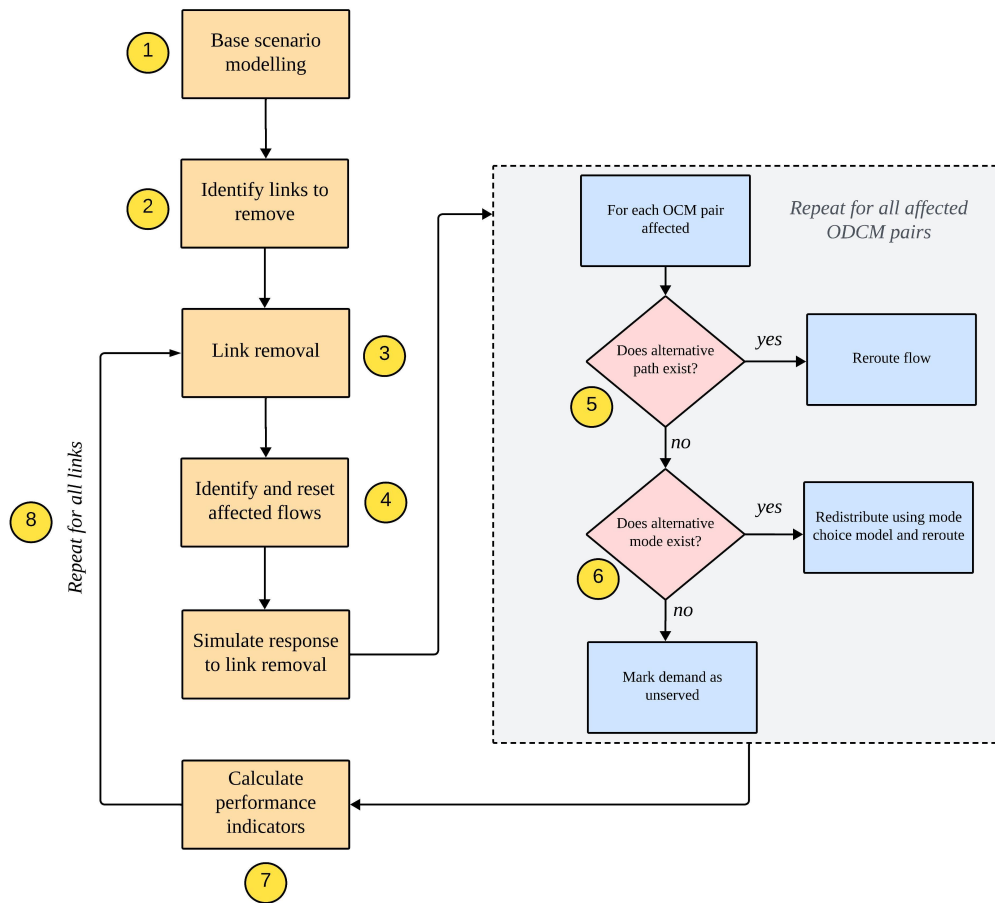 1
Base scenario
modelling
2
Identify links to
remove
Link removal
3
Identify and reset
affected flows
4
Simulate response
to link removal
Calculate
performance
indicators
7
8
Repeat for all links
Repeat for all affected
ODCM pairs
For each OCM pair
affected
Does alternative
path exist?
5
yes
Reroute flow
no
Does alternative
mode exist?
6
yes
Redistribute using mode
choice model and reroute
no
Mark demand as
unserved